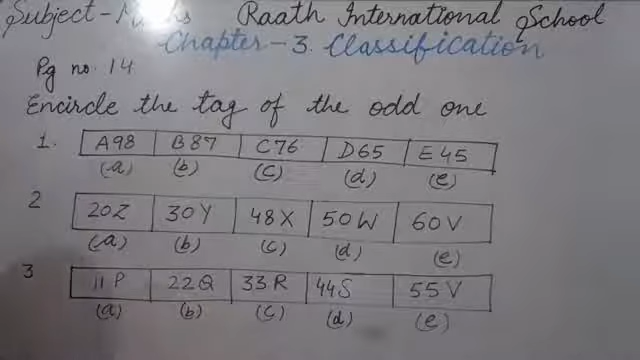 Subject - Maths Raath International School
Chapter - 3. Classification
Pg no. 14
Encircle the tag of the odd one
1. A98 B87 C76 D65 E45
(a) (b) (c) (d) (e)
2 20Z 30Y 48X 50W 60V
(a) (b) (c) (d) (e)
3 11P 22Q 33R 44S 55V
(a) (b) (c) (d) (e)